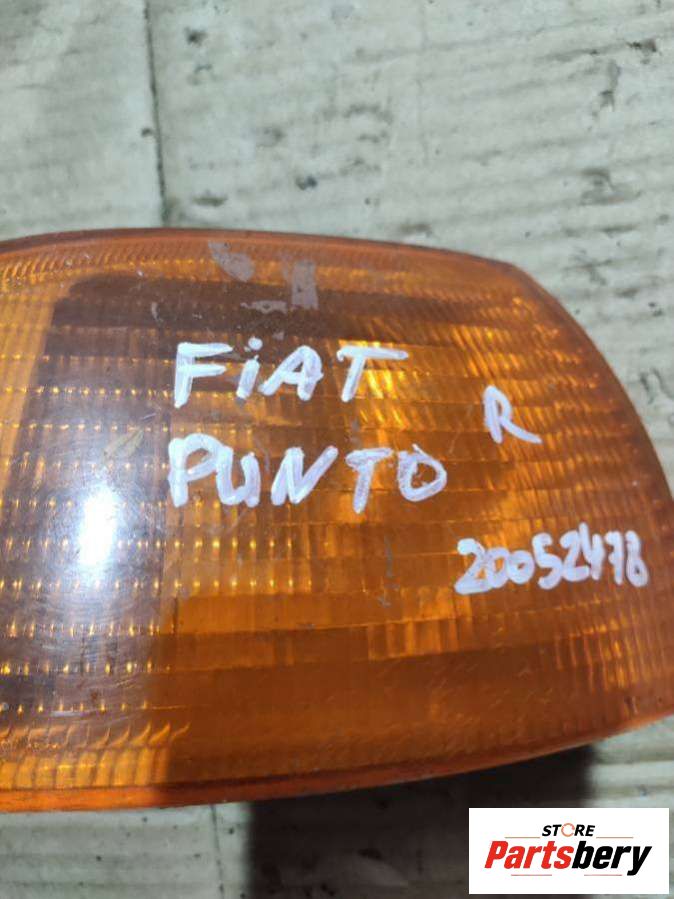 FiAT
PUNTO
R
20052478
STORE
Partsbery